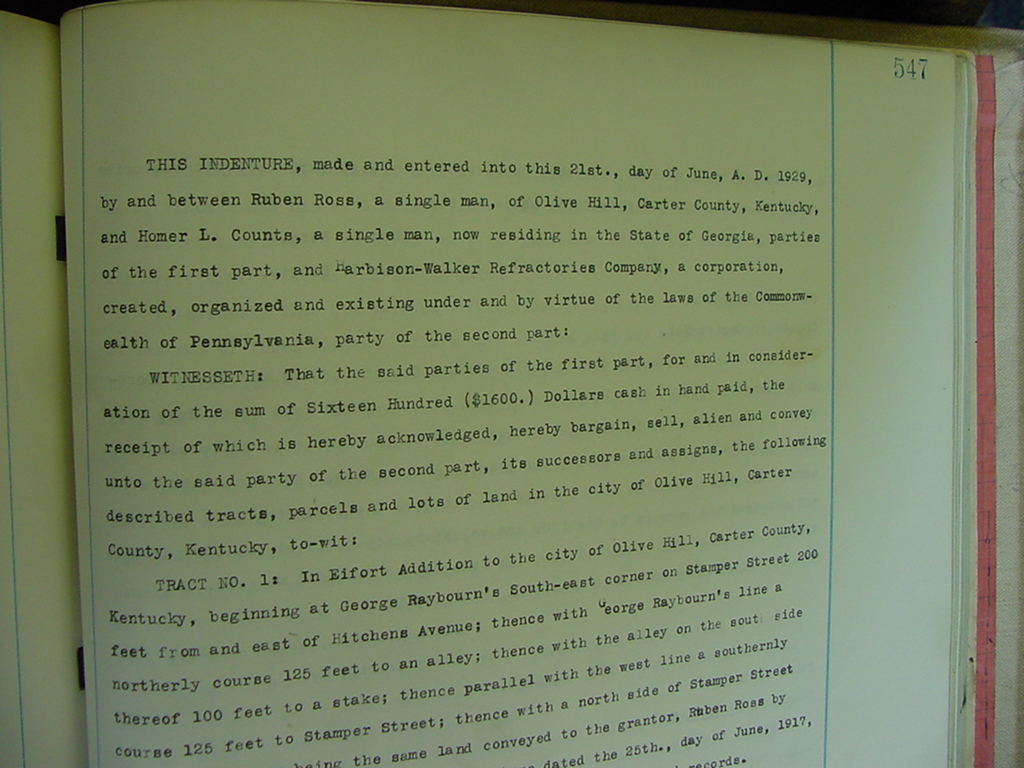 547
THIS INDENTURE, made and entered into this 21st., day of June, A. D. 1929,
by and between Ruben Ross, a single man, of Olive Hill, Carter County, Kentucky,
and Homer L. Counts, a single man, now residing in the State of Georgia, parties
of the first part, and Harbison-Walker Refractories Company, a corporation,
created, organized and existing under and by virtue of the laws of the Commonw-
ealth of Pennsylvania, party of the second part:
WITNESSETH: That the said parties of the first part, for and in consider-
ation of the sum of Sixteen Hundred ($1600.) Dollars cash in hand paid, the
receipt of which is hereby acknowledged, hereby bargain, sell, alien and convey
unto the said party of the second part, its successors and assigns, the following
described tracts, parcels and lots of land in the city of Olive Hill, Carter
County, Kentucky, to-wit:
TRACT NO. 1: In Eifort Addition to the city of Olive Hill, Carter County,
Kentucky, beginning at George Raybourn's South-east corner on Stamper Street 200
feet from and east of Hitchens Avenue; thence with George Raybourn's line a
northerly course 125 feet to an alley; thence with the alley on the south side
thereof 100 feet to a stake; thence parallel with the west line a southernly
course 125 feet to Stamper Street; thence with a north side of Stamper Street
being the same land conveyed to the grantor, Ruben Ross by
dated the 25th., day of June, 1917,
records.